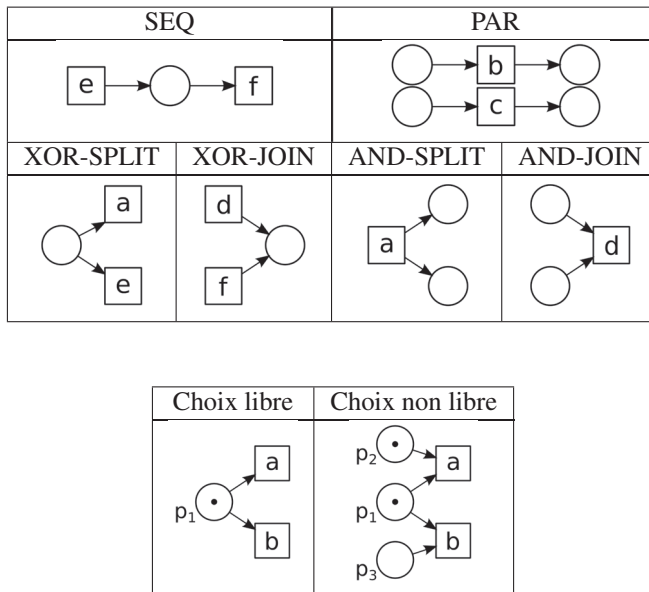 SEQ PAR
e f
b
c
XOR-SPLIT XOR-JOIN AND-SPLIT AND-JOIN
a d
a d
e f
Choix libre Choix non libre
p2
a a
p1 p1
b b
p3